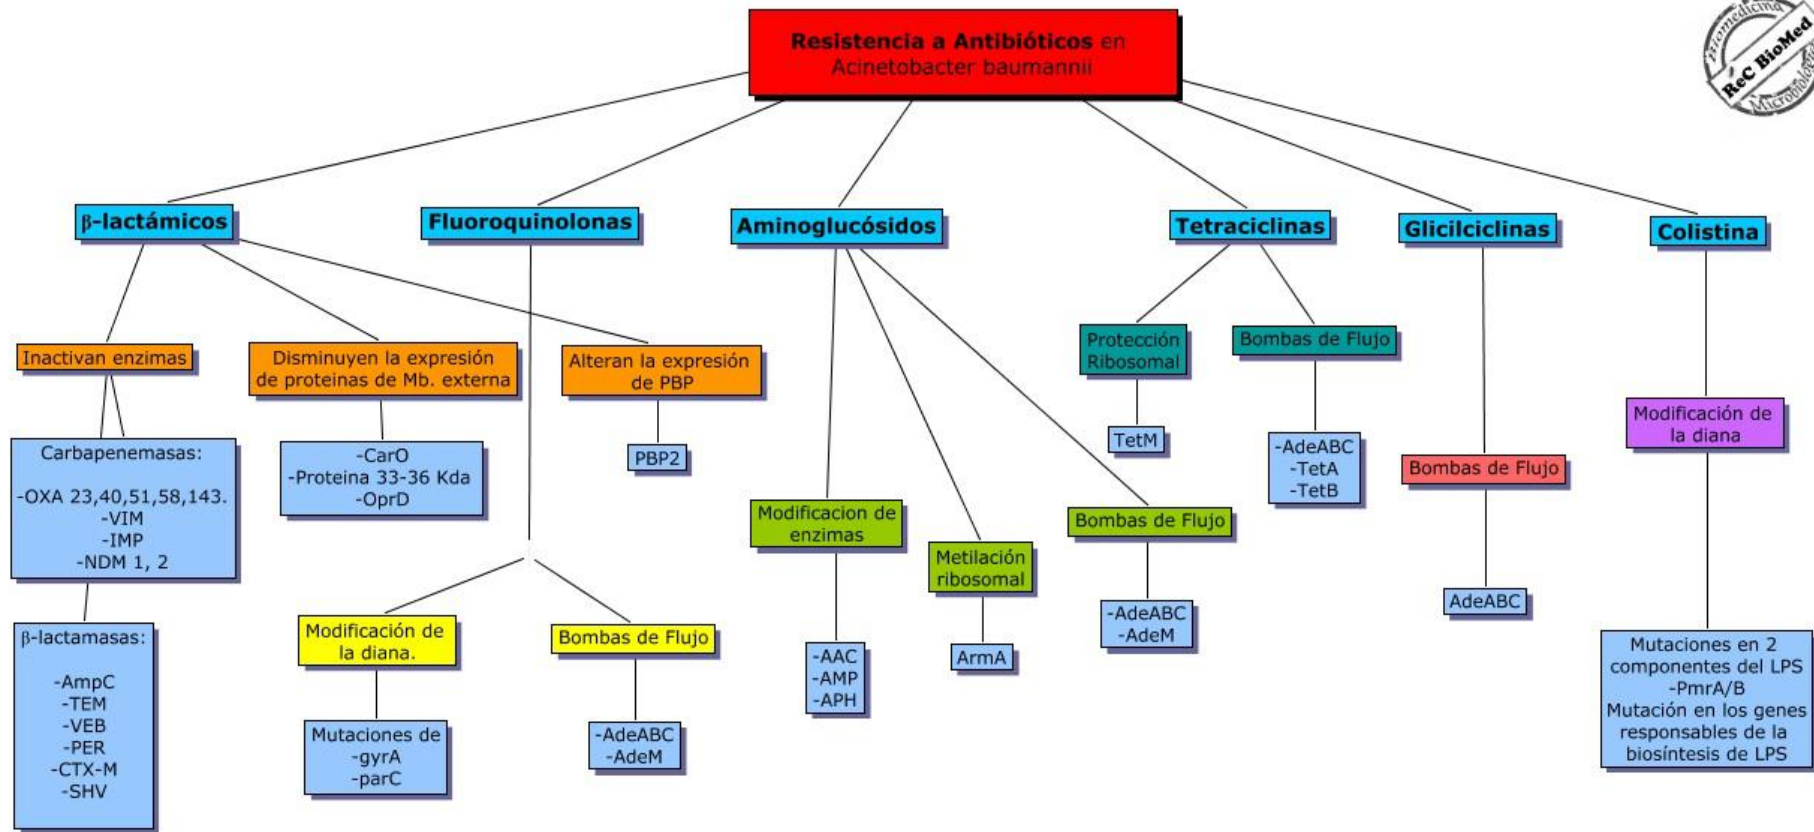 Resistencia a Antibióticos en
Acinetobacter baumannii
Biomedicina
ReC BioMed
β-lactámicos
Fluoroquinolonas
Aminoglucósidos
Tetraciclinas
Glicilciclinas
Colistina
Inactivan enzimas
Disminuyen la expresión
de proteinas de Mb. externa
Alteran la expresión
de PBP
Carbapenemasas:
-OXA 23,40,51,58,143.
-VIM
-IMP
-NDM 1, 2
β-lactamasas:
-AmpC
-TEM
-VEB
-PER
-CTX-M
-SHV
-CarO
-Proteina 33-36 Kda
-OprD
PBP2
Modificación de
la diana.
Mutaciones de
-gyrA
-parC
Bombas de Flujo
-AdeABC
-AdeM
Modificacion de
enzimas
-AAC
-AMP
-APH
Metilación
ribosomal
ArmA
Bombas de Flujo
-AdeABC
-AdeM
Protección
Ribosomal
TetM
Bombas de Flujo
-AdeABC
-TetA
-TetB
Bombas de Flujo
AdeABC
Modificación de
la diana
Mutaciones en 2
componentes del LPS
-PmrA/B
Mutación en los genes
responsables de la
biosíntesis de LPS